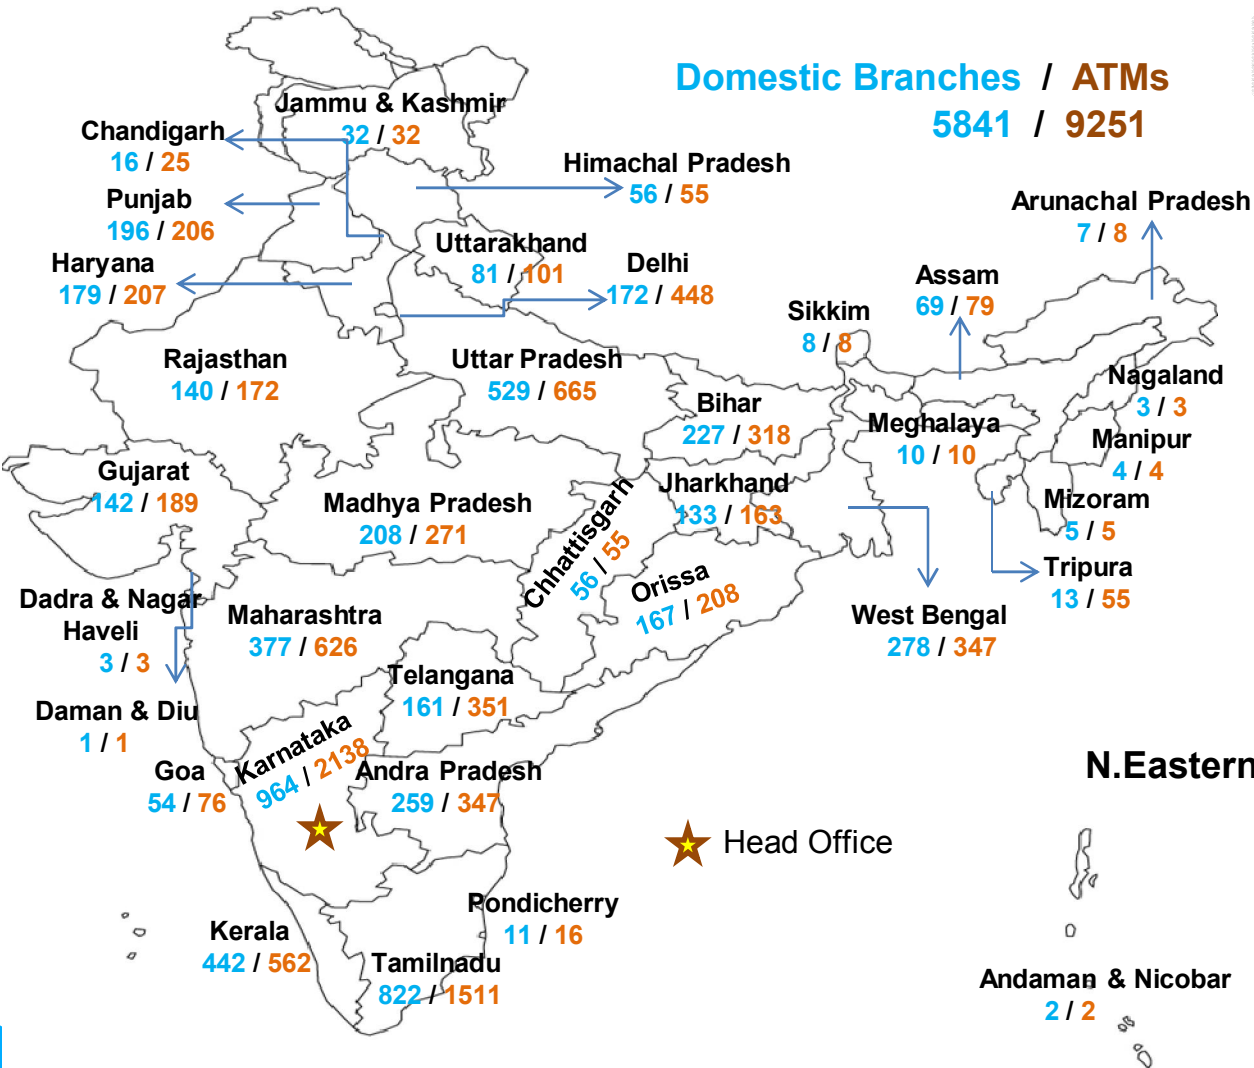 Domestic Branches / ATMs
5841 / 9251
Jammu & Kashmir
32 / 32
Chandigarh
16 / 25
Himachal Pradesh
56 / 55
Punjab
196 / 206
Arunachal Pradesh
7 / 8
Uttarakhand
81 / 101
Haryana
179 / 207
Delhi
172 / 448
Assam
69 / 79
Sikkim
8 / 8
Rajasthan
140 / 172
Uttar Pradesh
529 / 665
Nagaland
3 / 3
Bihar
227 / 318
Meghalaya
10 / 10
Manipur
4 / 4
Gujarat
142 / 189
Madhya Pradesh
208 / 271
Chhattisgarh
56 / 55
Jharkhand
133 / 163
Mizoram
5 / 5
Tripura
13 / 55
Orissa
167 / 208
Dadra & Nagar
Haveli
3 / 3
Maharashtra
377 / 626
West Bengal
278 / 347
Telangana
161 / 351
Daman & Diu
1 / 1
Karnataka
964 / 2138
Goa
54 / 76
Andra Pradesh
259 / 347
N.Eastern
Head Office
Pondicherry
11 / 16
Kerala
442 / 562
Tamilnadu
822 / 1511
Andaman & Nicobar
2 / 2